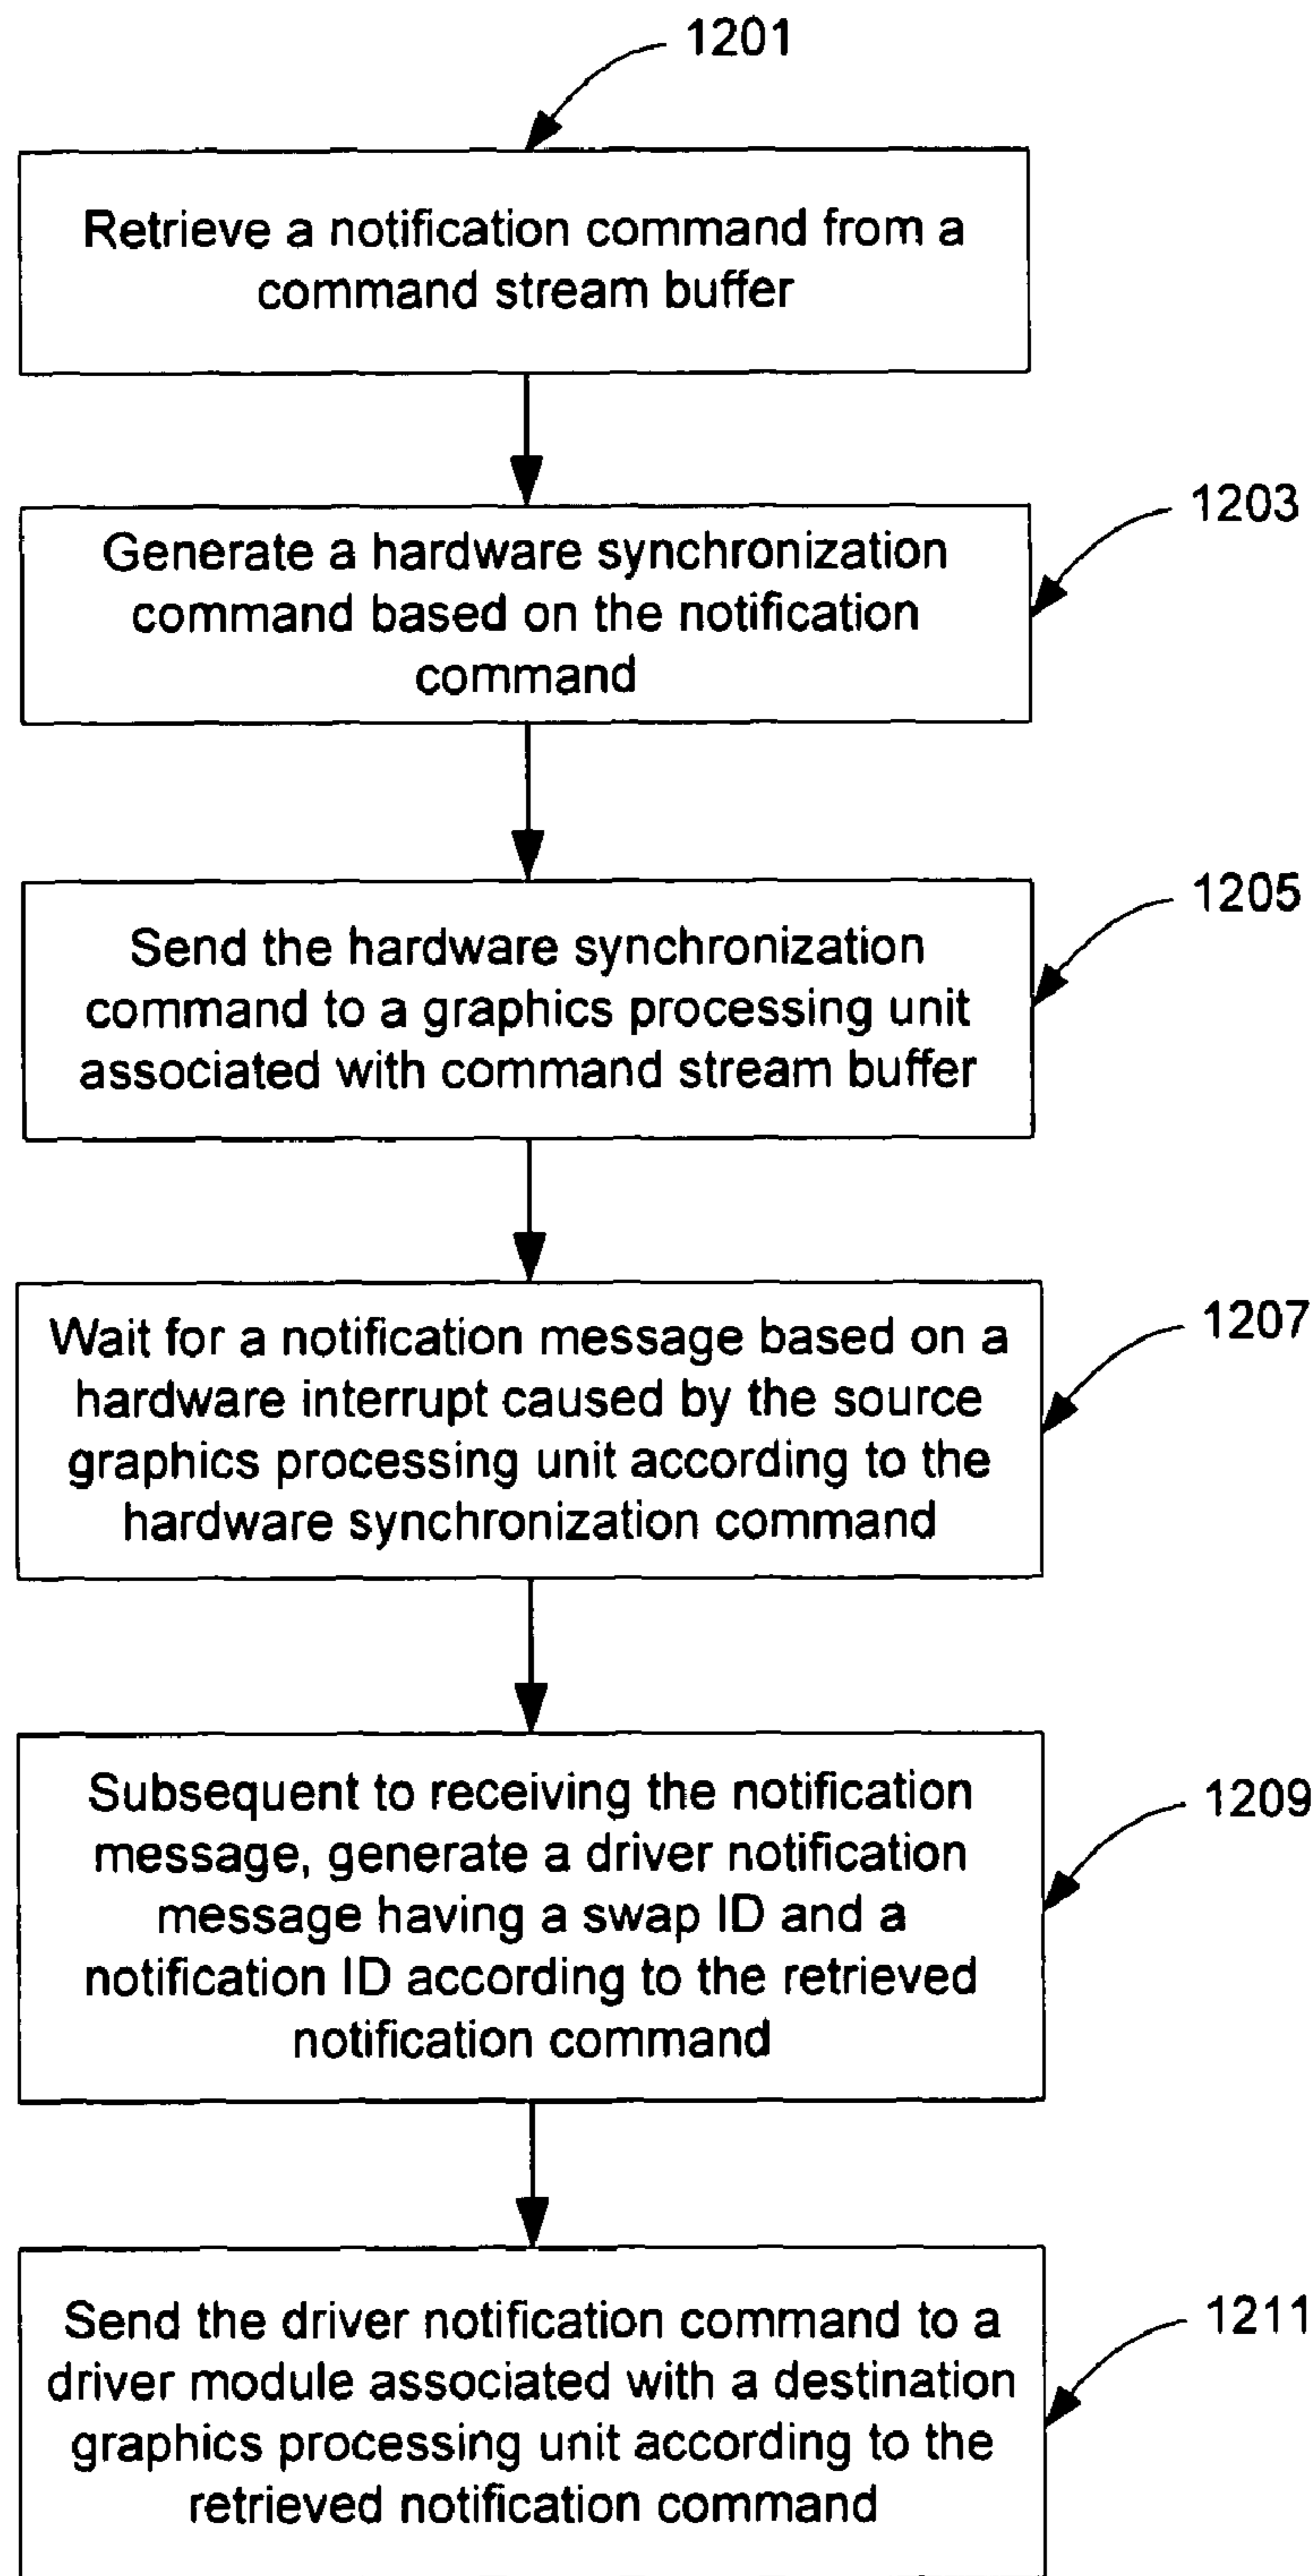 1201
Retrieve a notification command from a
command stream buffer
1203
Generate a hardware synchronization
command based on the notification
command
1205
Send the hardware synchronization
command to a graphics processing unit
associated with command stream buffer
1207
Wait for a notification message based on a
hardware interrupt caused by the source
graphics processing unit according to the
hardware synchronization command
1209
Subsequent to receiving the notification
message, generate a driver notification
message having a swap ID and a
notification ID according to the retrieved
notification command
1211
Send the driver notification command to a
driver module associated with a destination
graphics processing unit according to the
retrieved notification command